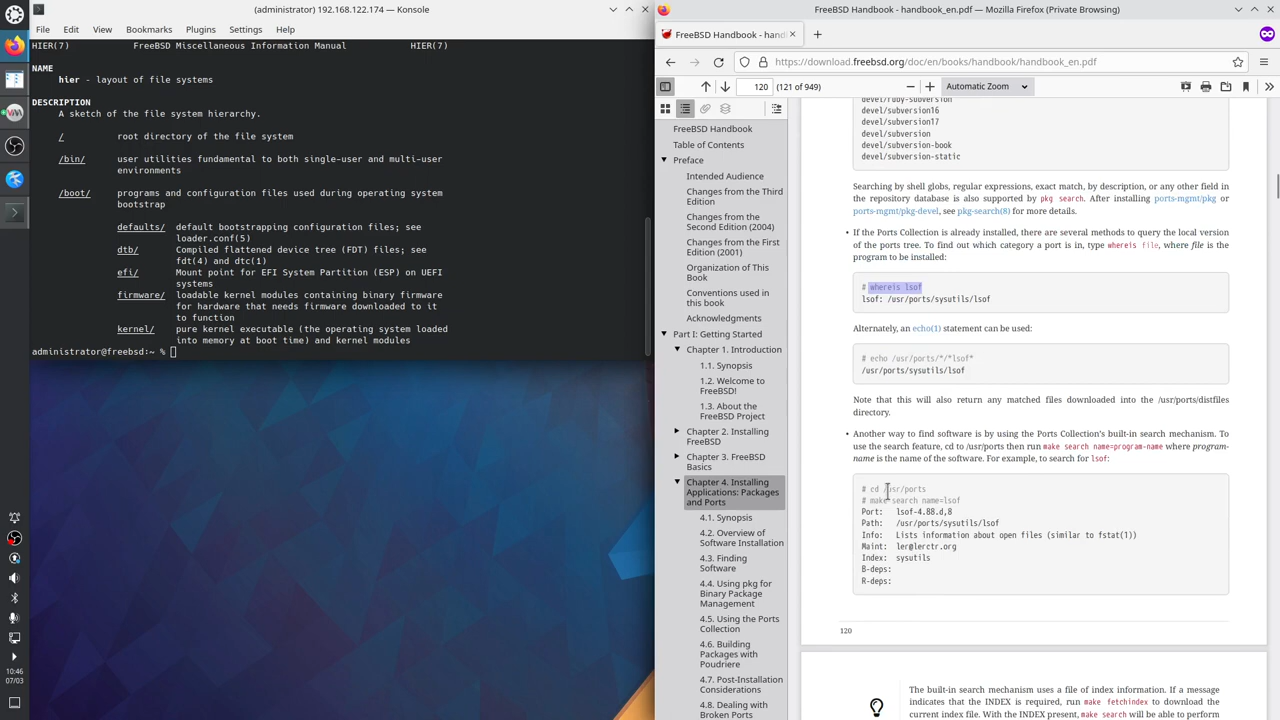 (administrator) 192.168.122.174 — Konsole
File Edit View Bookmarks Plugins Settings Help
HIER(7) FreeBSD Miscellaneous Information Manual HIER(7)
NAME
hier - layout of file systems
DESCRIPTION
A sketch of the file system hierarchy.
/ root directory of the file system
/bin/ user utilities fundamental to both single-user and multi-user
environments
/boot/ programs and configuration files used during operating system
bootstrap
defaults/ default bootstrapping configuration files; see
loader.conf(5)
dtb/ Compiled flattened device tree (FDT) files; see
fdt(4) and dtc(1)
efi/ Mount point for EFI System Partition (ESP) on UEFI
systems
firmware/ loadable kernel modules containing binary firmware
for hardware that needs firmware downloaded to it
to function
kernel/ pure kernel executable (the operating system loaded
into memory at boot time) and kernel modules
administrator@freebsd:~ %
10:46
07/03
FreeBSD Handbook - handbook_en.pdf — Mozilla Firefox (Private Browsing)
FreeBSD Handbook - handl
https://download.freebsd.org/doc/en/books/handbook/handbook_en.pdf
120 (121 of 949) Automatic Zoom
FreeBSD Handbook
Table of Contents
Preface
Intended Audience
Changes from the Third
Edition
Changes from the
Second Edition (2004)
Changes from the First
Edition (2001)
Organization of This
Book
Conventions used in
this book
Acknowledgments
Part I: Getting Started
Chapter 1. Introduction
1.1. Synopsis
1.2. Welcome to
FreeBSD!
1.3. About the
FreeBSD Project
Chapter 2. Installing
FreeBSD
Chapter 3. FreeBSD
Basics
Chapter 4. Installing
Applications: Packages
and Ports
4.1. Synopsis
4.2. Overview of
Software Installation
4.3. Finding
Software
4.4. Using pkg for
Binary Package
Management
4.5. Using the Ports
Collection
4.6. Building
Packages with
Poudriere
4.7. Post-Installation
Considerations
4.8. Dealing with
Broken Ports
devel/ruby-subversion
devel/subversion16
devel/subversion17
devel/subversion
devel/subversion-book
devel/subversion-static
Searching by shell globs, regular expressions, exact match, by description, or any other field in
the repository database is also supported by pkg search. After installing ports-mgmt/pkg or
ports-mgmt/pkg-devel, see pkg-search(8) for more details.
• If the Ports Collection is already installed, there are several methods to query the local version
of the ports tree. To find out which category a port is in, type whereis file, where file is the
program to be installed:
# whereis lsof
lsof: /usr/ports/sysutils/lsof
Alternately, an echo(1) statement can be used:
# echo /usr/ports/*/*lsof*
/usr/ports/sysutils/lsof
Note that this will also return any matched files downloaded into the /usr/ports/distfiles
directory.
• Another way to find software is by using the Ports Collection's built-in search mechanism. To
use the search feature, cd to /usr/ports then run make search name=program-name where program-
name is the name of the software. For example, to search for lsof:
# cd /usr/ports
# make search name=lsof
Port: lsof-4.88.d,8
Path: /usr/ports/sysutils/lsof
Info: Lists information about open files (similar to fstat(1))
Maint: ler@lerctr.org
Index: sysutils
B-deps:
R-deps:
120
The built-in search mechanism uses a file of index information. If a message
indicates that the INDEX is required, run make fetchindex to download the
current index file. With the INDEX present, make search will be able to perform